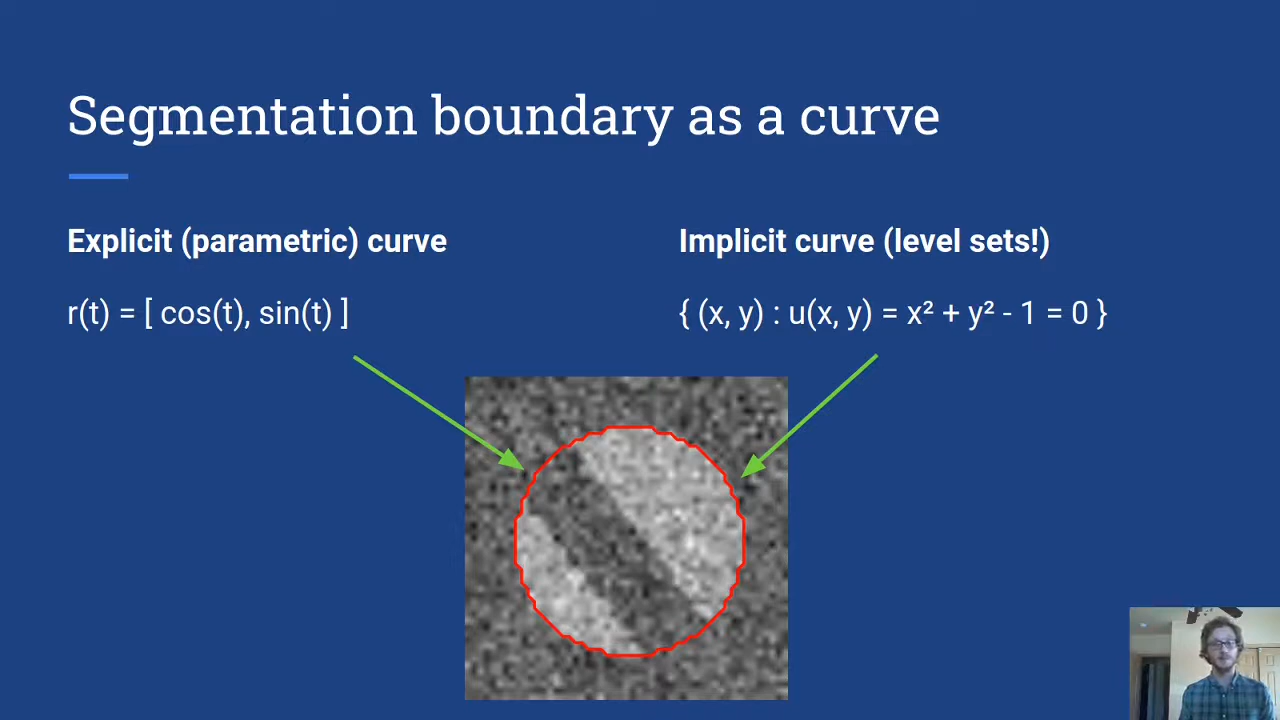 Segmentation boundary as a curve
Explicit (parametric) curve
r(t) = [ cos(t), sin(t) ]
Implicit curve (level sets!)
{ (x, y) : u(x, y) = x² + y² - 1 = 0 }